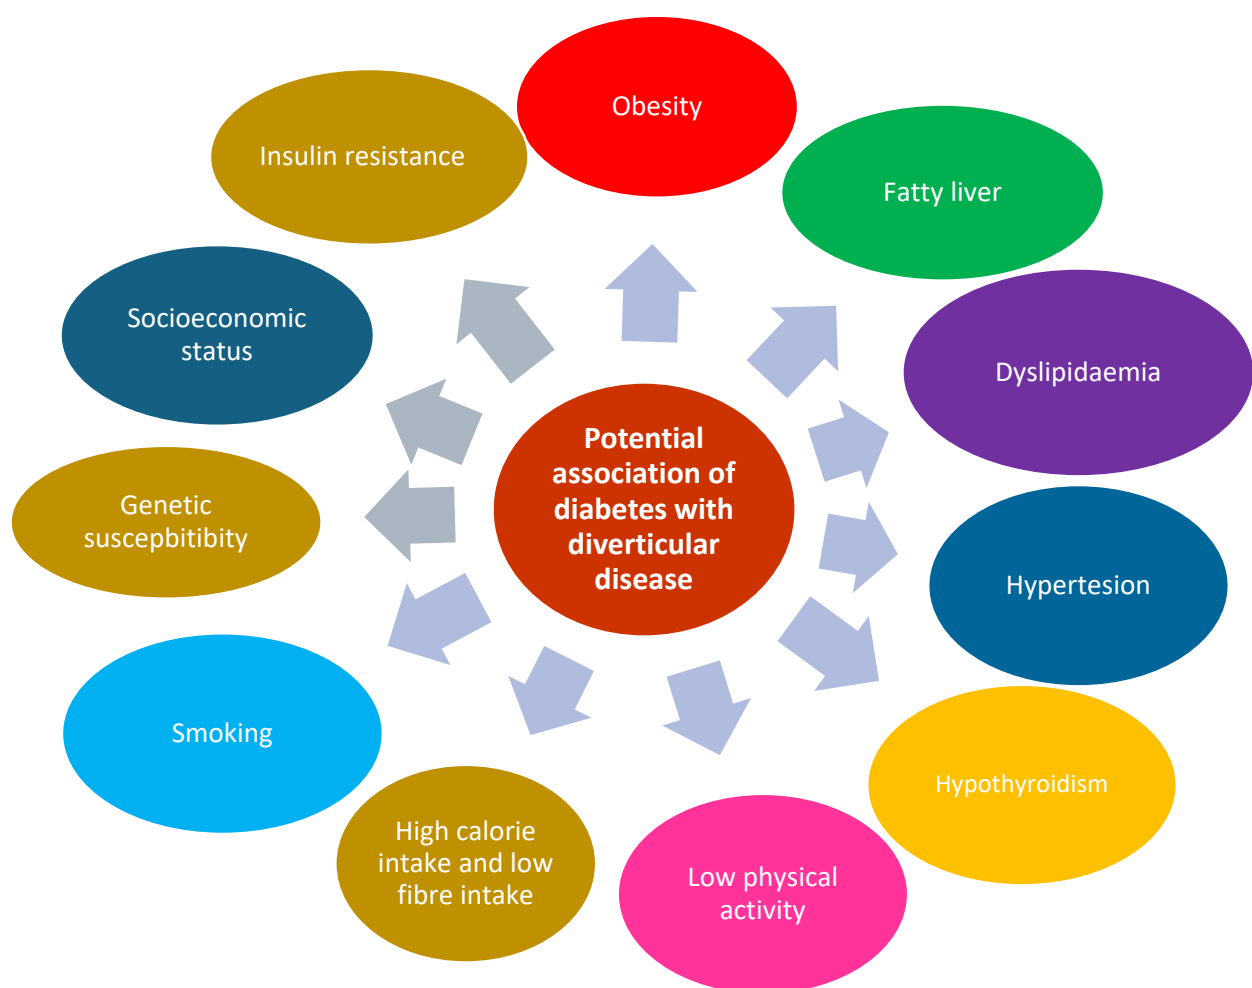 Obesity
Fatty liver
Dyslipidaemia
Hypertesion
Hypothyroidism
Low physical
activity
High calorie
intake and low
fibre intake
Smoking
Genetic
suscepbitibity
Socioeconomic
status
Insulin resistance
Potential
association of
diabetes with
diverticular
disease